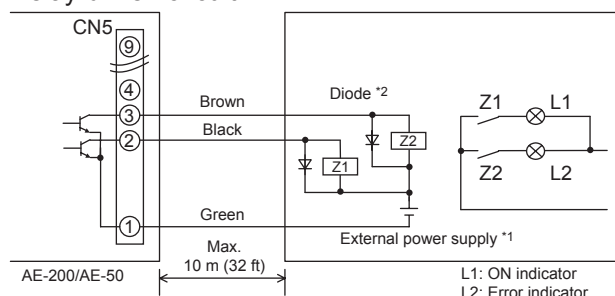 CN5
9
4
3
2
1
Brown
Black
Green
Diode *2
Z2
Z1
Z1
L1
Z2
L2
External power supply *1
Max.
10 m (32 ft)
AE-200/AE-50
L1: ON indicator
L2: Error indicator